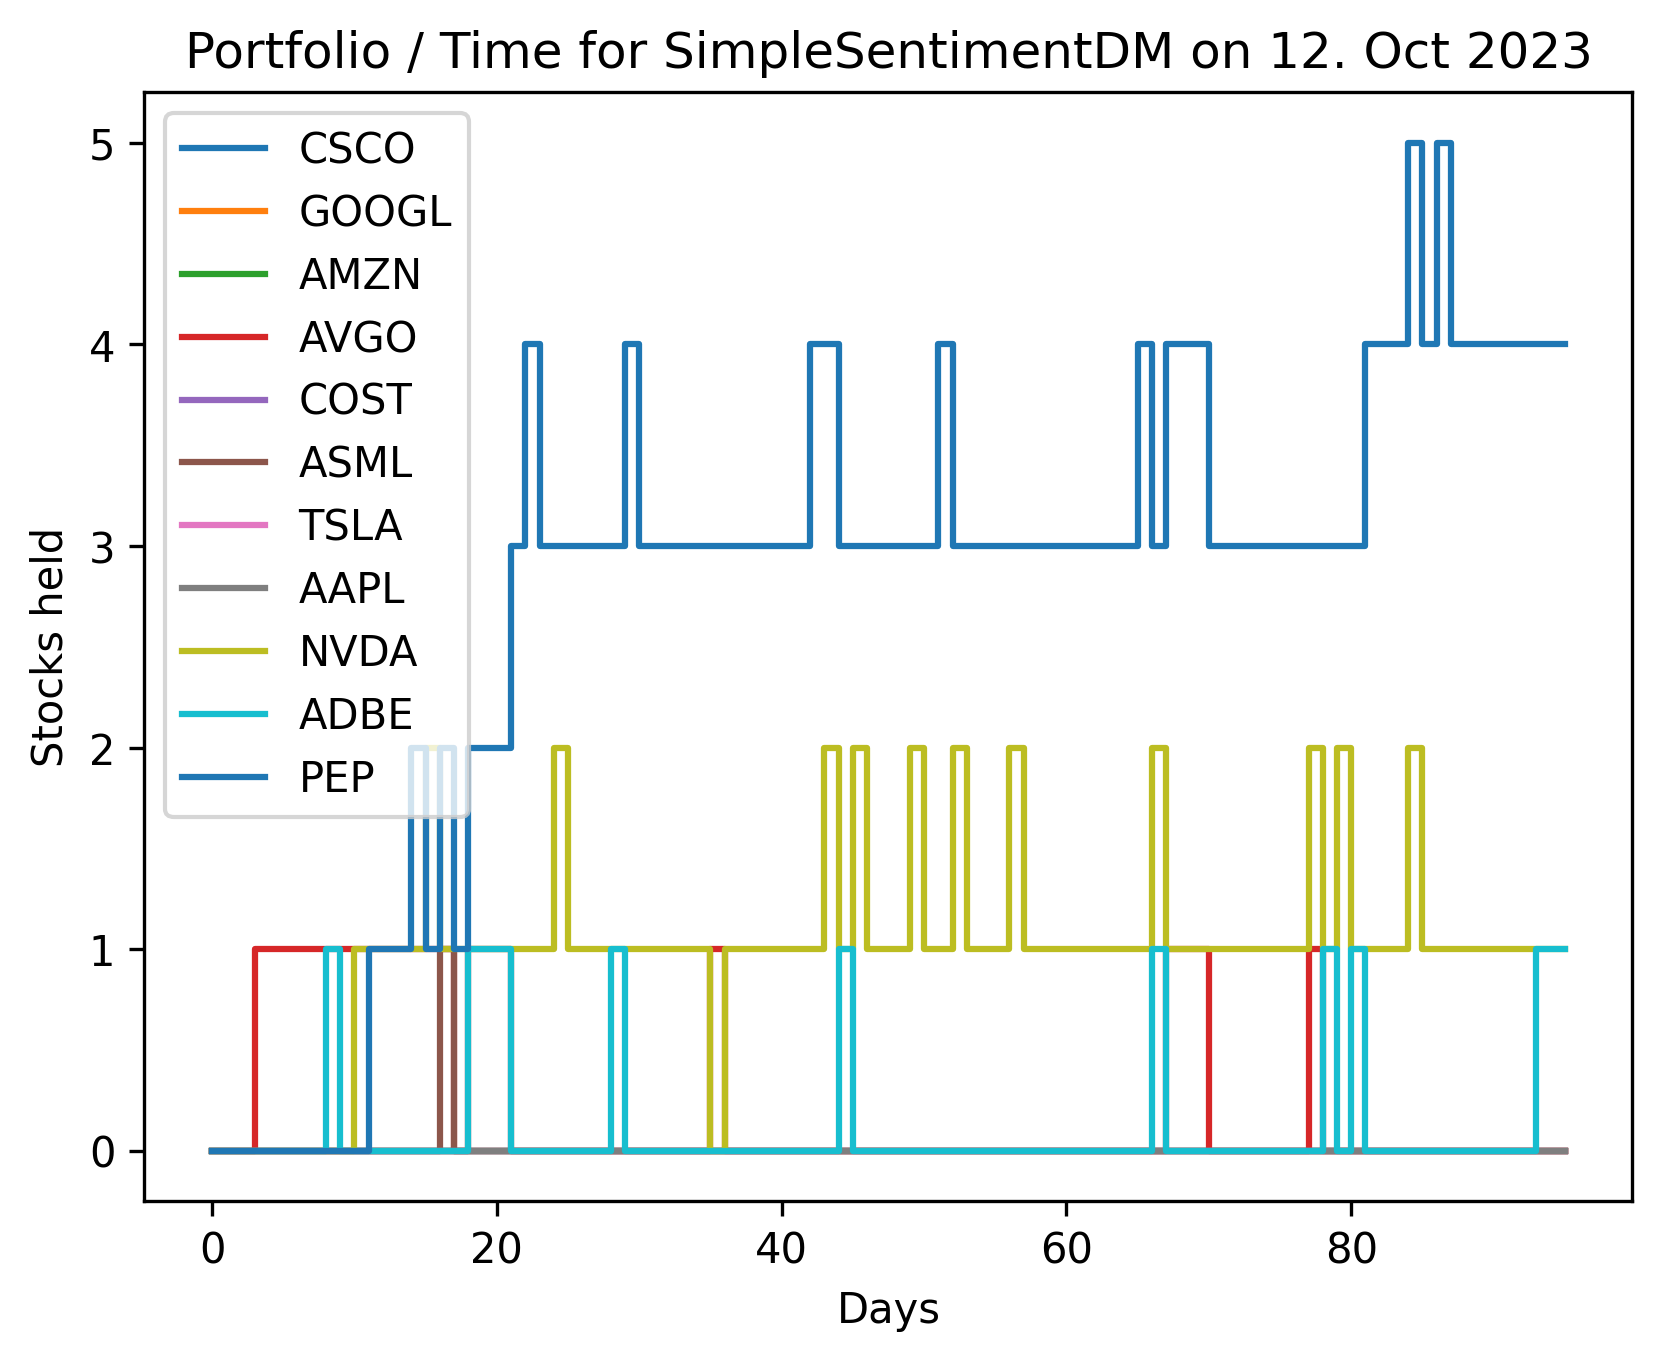 Portfolio / Time for SimpleSentimentDM on 12. Oct 2023
5
4
3
2
1
0
Stocks held
CSCO
GOOGL
AMZN
AVGO
COST
ASML
TSLA
AAPL
NVDA
ADBE
PEP
0 20 40 60 80
Days